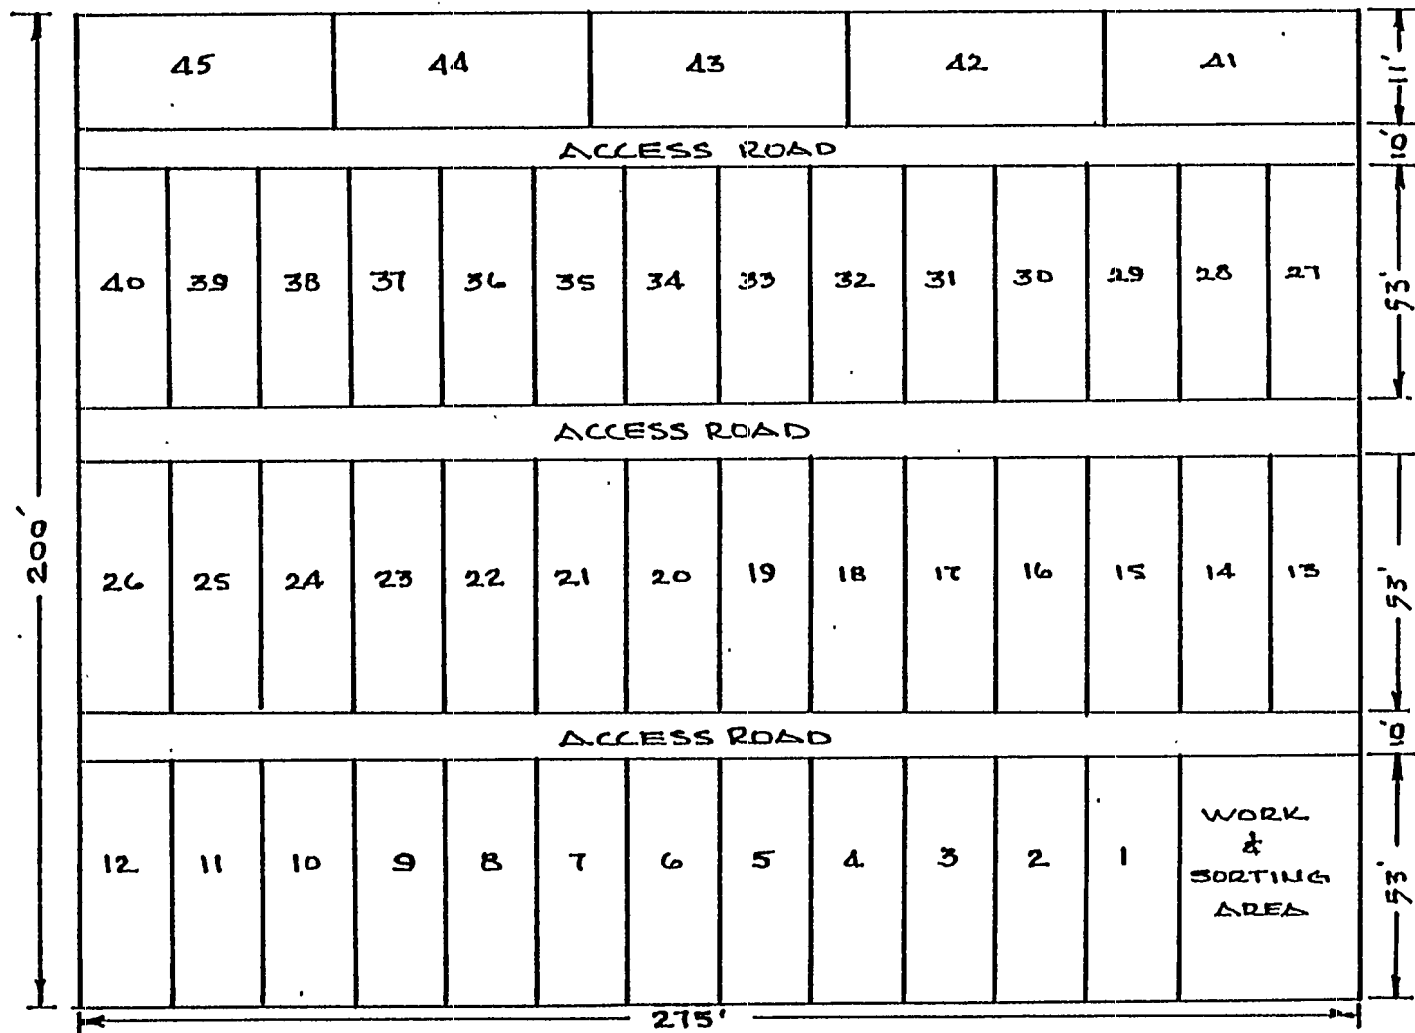 45 44 43 42 41
11'
ACCESS ROAD
10'
40 39 38 37 36 35 34 33 32 31 30 29 28 27
53'
ACCESS ROAD
200'
26 25 24 23 22 21 20 19 18 17 16 15 14 13
53'
ACCESS ROAD
10'
12 11 10 9 8 7 6 5 4 3 2 1
WORK
&
SORTING
AREA
53'
275'